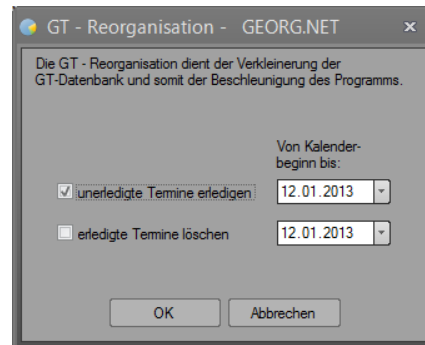 GT - Reorganisation - GEORG.NET
Die GT - Reorganisation dient der Verkleinerung der
GT-Datenbank und somit der Beschleunigung des Programms.
Von Kalender-
beginn bis:
unerledigte Termine erledigen 12.01.2013
erledigte Termine löschen 12.01.2013
OK Abbrechen